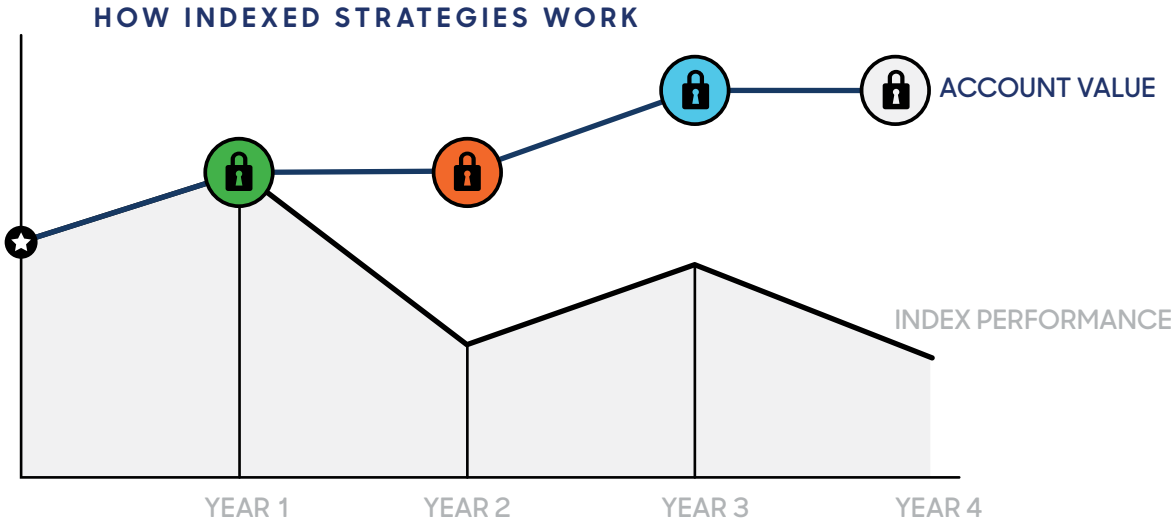 HOW INDEXED STRATEGIES WORK
ACCOUNT VALUE
INDEX PERFORMANCE
YEAR 1
YEAR 2
YEAR 3
YEAR 4